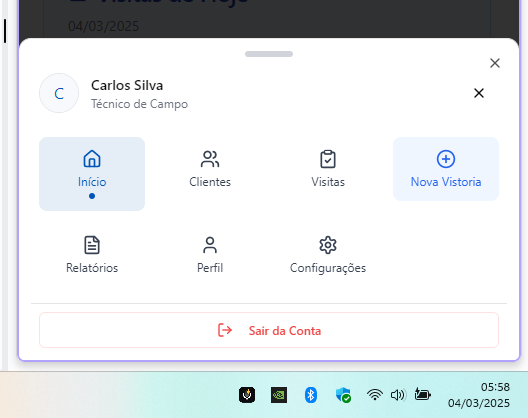 Visitas de Hoje
04/03/2025
C
Carlos Silva
Técnico de Campo
Início
Clientes
Visitas
Nova Vistoria
Relatórios
Perfil
Configurações
Sair da Conta
05:58
04/03/2025